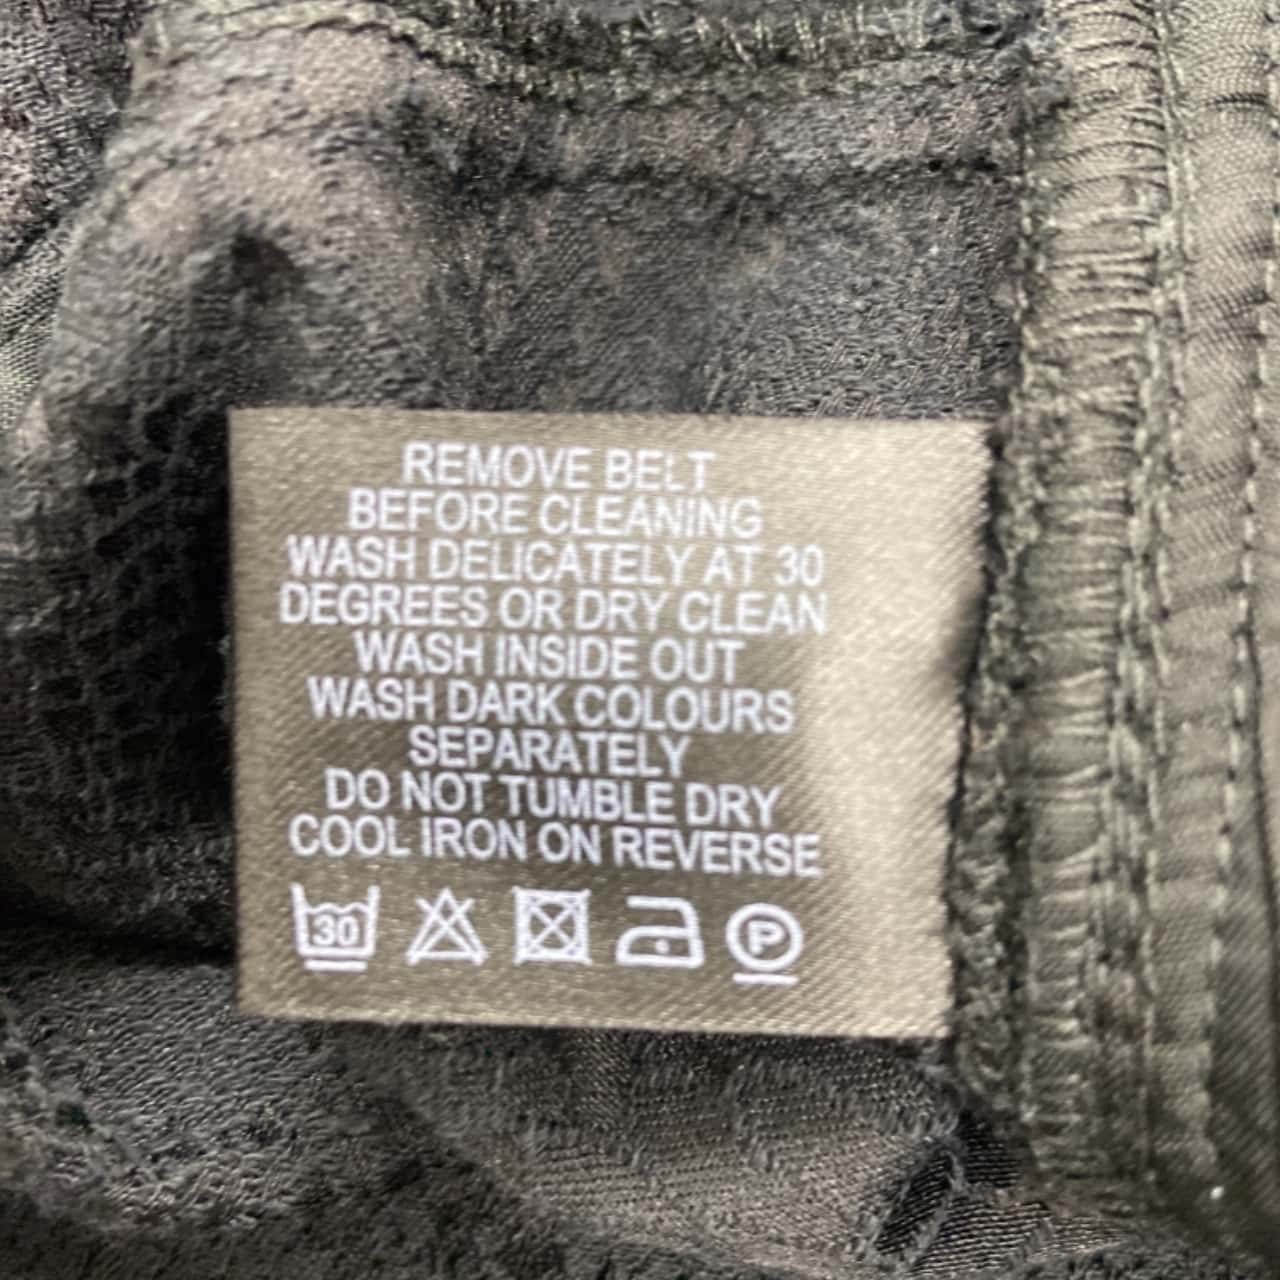 REMOVE BELT
BEFORE CLEANING
WASH DELICATELY AT 30
DEGREES OR DRY CLEAN
WASH INSIDE OUT
WASH DARK COLOURS
SEPARATELY
DO NOT TUMBLE DRY
COOL IRON ON REVERSE
30 P